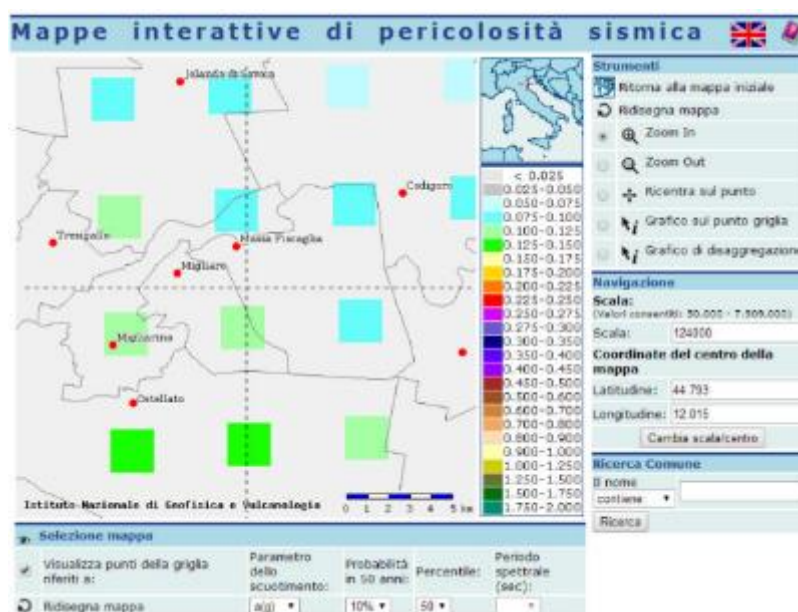 Mappe interattive di pericolosità sismica
Jolanda di Savoia
Codigoro
Tresigallo
Massa Fiscaglia
Migliaro
Migliarino
Ostellato
Istituto Nazionale di Geofisica e Vulcanologia
0 1 2 3 4 5 km
< 0.025
0.025-0.050
0.050-0.075
0.075-0.100
0.100-0.125
0.125-0.150
0.150-0.175
0.175-0.200
0.200-0.225
0.225-0.250
0.250-0.275
0.275-0.300
0.300-0.350
0.350-0.400
0.400-0.450
0.450-0.500
0.500-0.600
0.600-0.700
0.700-0.800
0.800-0.900
0.900-1.000
1.000-1.250
1.250-1.500
1.500-1.750
1.750-2.000
Strumenti
Ritorna alla mappa iniziale
Ridisegna mappa
Zoom In
Zoom Out
Ricentra sul punto
Grafico sul punto griglia
Grafico di disaggregazione
Navigazione
Scala:
(Valori consentiti: 50.000 - 7.509.000)
Scala: 124000
Coordinate del centro della
mappa
Latitudine: 44.793
Longitudine: 12.015
Cambia scala/centro
Ricerca Comune
Il nome
contiene
Ricerca
Selezione mappa
Visualizza punti della griglia
riferiti a:
Parametro
dello
scuotimento:
Probabilità
in 50 anni:
Percentile:
Periodo
spettrale
(sec):
Ridisegna mappa
a(g)
10%
50